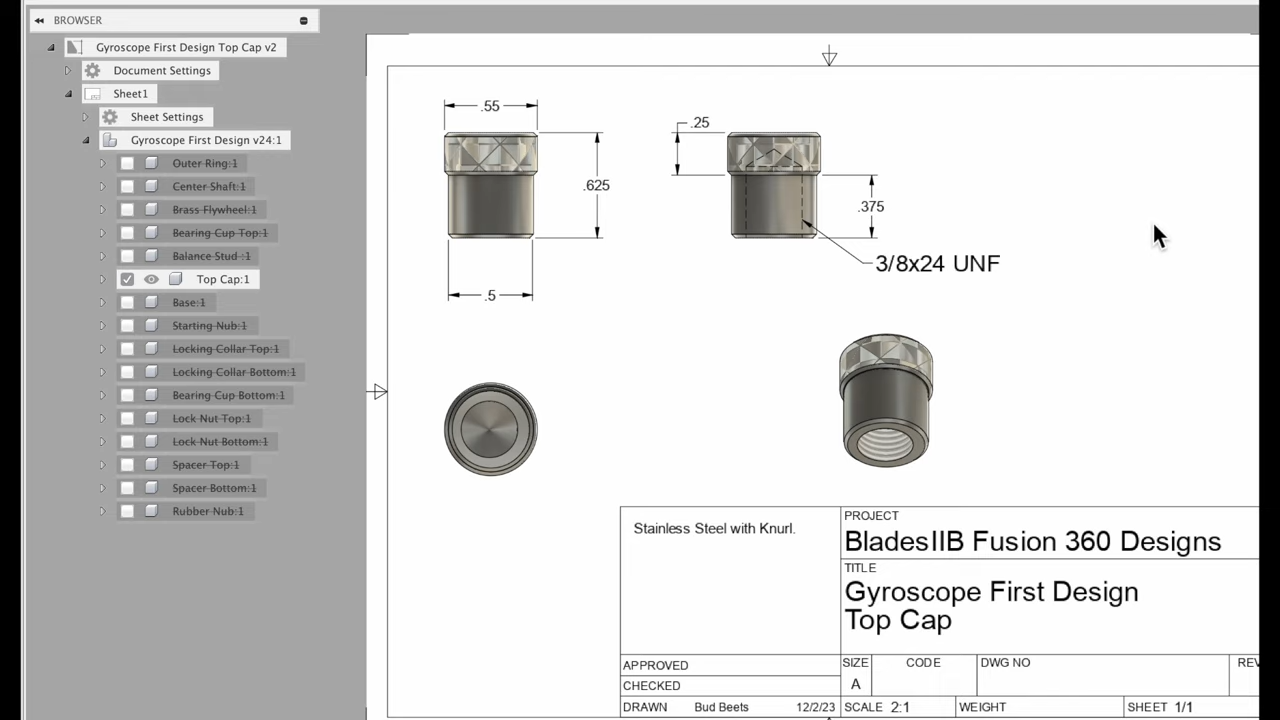 BROWSER
Gyroscope First Design Top Cap v2
Document Settings
Sheet1
Sheet Settings
Gyroscope First Design v24:1
Outer Ring:1
Center Shaft:1
Brass Flywheel:1
Bearing Cup Top:1
Balance Stud :1
Top Cap:1
Base:1
Starting Nub:1
Locking Collar Top:1
Locking Collar Bottom:1
Bearing Cup Bottom:1
Lock Nut Top:1
Lock Nut Bottom:1
Spacer Top:1
Spacer Bottom:1
Rubber Nub:1
.55
.625
.5
.25
.375
3/8x24 UNF
Stainless Steel with Knurl.
PROJECT
BladesIIB Fusion 360 Designs
TITLE
Gyroscope First Design
Top Cap
APPROVED
CHECKED
DRAWN Bud Beets 12/2/23
SIZE CODE DWG NO REV
A
SCALE 2:1 WEIGHT SHEET 1/1